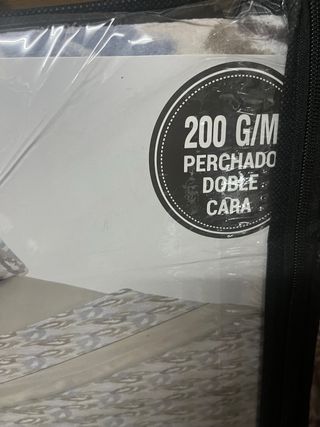 200 G/M
PERCHADO
DOBLE
CARA